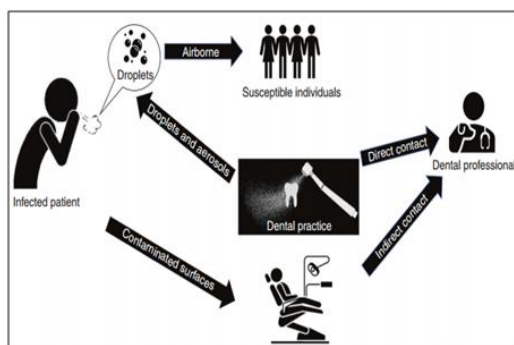 Droplets
Airborne
Susceptible individuals
Droplets and aerosols
Direct contact
Dental professional
Infected patient
Dental practice
Contaminated surfaces
Indirect contact